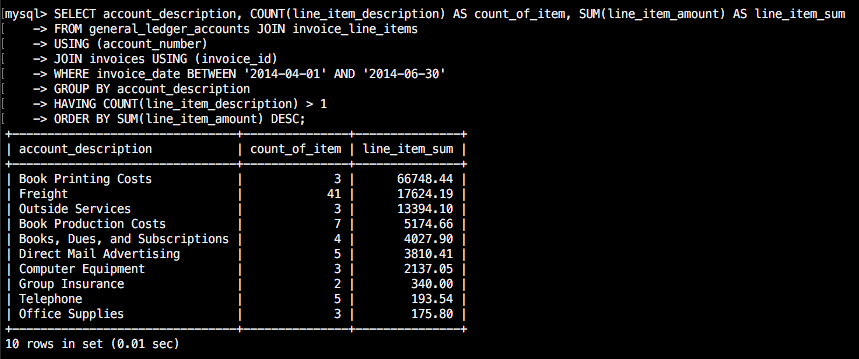 mysql> SELECT account_description, COUNT(line_item_description) AS count_of_item, SUM(line_item_amount) AS line_item_sum
    -> FROM general_ledger_accounts JOIN invoice_line_items
    -> USING (account_number)
    -> JOIN invoices USING (invoice_id)
    -> WHERE invoice_date BETWEEN '2014-04-01' AND '2014-06-30'
    -> GROUP BY account_description
    -> HAVING COUNT(line_item_description) > 1
    -> ORDER BY SUM(line_item_amount) DESC;
+------------------------------+---------------+---------------+
| account_description          | count_of_item | line_item_sum |
+------------------------------+---------------+---------------+
| Book Printing Costs          |             3 |      66748.44 |
| Freight                      |            41 |      17624.19 |
| Outside Services             |             3 |      13394.10 |
| Book Production Costs        |             7 |       5174.66 |
| Books, Dues, and Subscriptions |             4 |       4027.90 |
| Direct Mail Advertising      |             5 |       3810.41 |
| Computer Equipment           |             3 |       2137.05 |
| Group Insurance              |             2 |        340.00 |
| Telephone                    |             5 |        193.54 |
| Office Supplies              |             3 |        175.80 |
+------------------------------+---------------+---------------+
10 rows in set (0.01 sec)